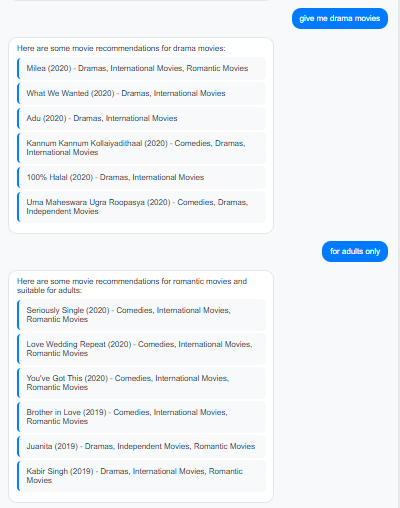 give me drama movies
Here are some movie recommendations for drama movies:
Milea (2020) - Dramas, International Movies, Romantic Movies
What We Wanted (2020) - Dramas, International Movies
Adu (2020) - Dramas, International Movies
Kannum Kannum Kollaiyadithaal (2020) - Comedies, Dramas,
International Movies
100% Halal (2020) - Dramas, International Movies
Uma Maheswara Ugra Roopasya (2020) - Comedies, Dramas,
Independent Movies
for adults only
Here are some movie recommendations for romantic movies and
suitable for adults:
Seriously Single (2020) - Comedies, International Movies,
Romantic Movies
Love Wedding Repeat (2020) - Comedies, International Movies,
Romantic Movies
You've Got This (2020) - Comedies, International Movies,
Romantic Movies
Brother in Love (2019) - Comedies, International Movies,
Romantic Movies
Juanita (2019) - Dramas, Independent Movies, Romantic Movies
Kabir Singh (2019) - Dramas, International Movies, Romantic
Movies